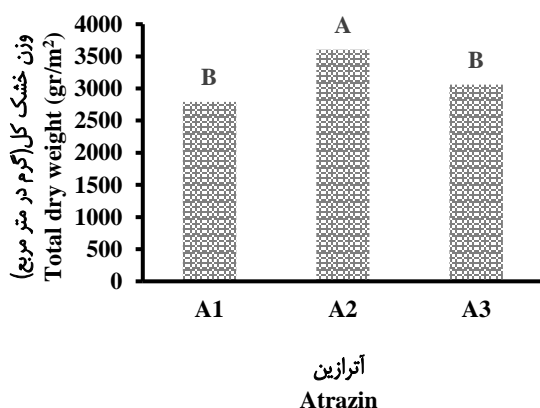 وزن خشک کل(گرم در متر مربع)
Total dry weight (gr/m²)
4000
3500
3000
2500
2000
1500
1000
500
0
B
A
B
A1
A2
A3
آترازین
Atrazin